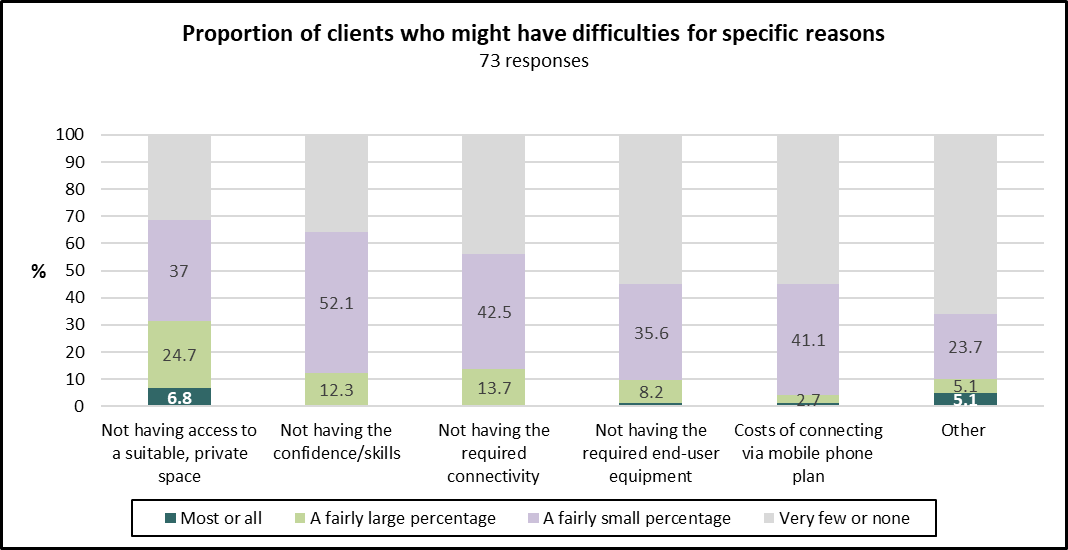 Proportion of clients who might have difficulties for specific reasons
73 responses
100
90
80
70
60
50
40
30
20
10
0
%
37
24.7
6.8
52.1
12.3
42.5
13.7
35.6
8.2
41.1
2.7
23.7
5.1
5.1
Not having access to
a suitable, private
space
Not having the
confidence/skills
Not having the
required
connectivity
Not having the
required end-user
equipment
Costs of connecting
via mobile phone
plan
Other
Most or all
A fairly large percentage
A fairly small percentage
Very few or none